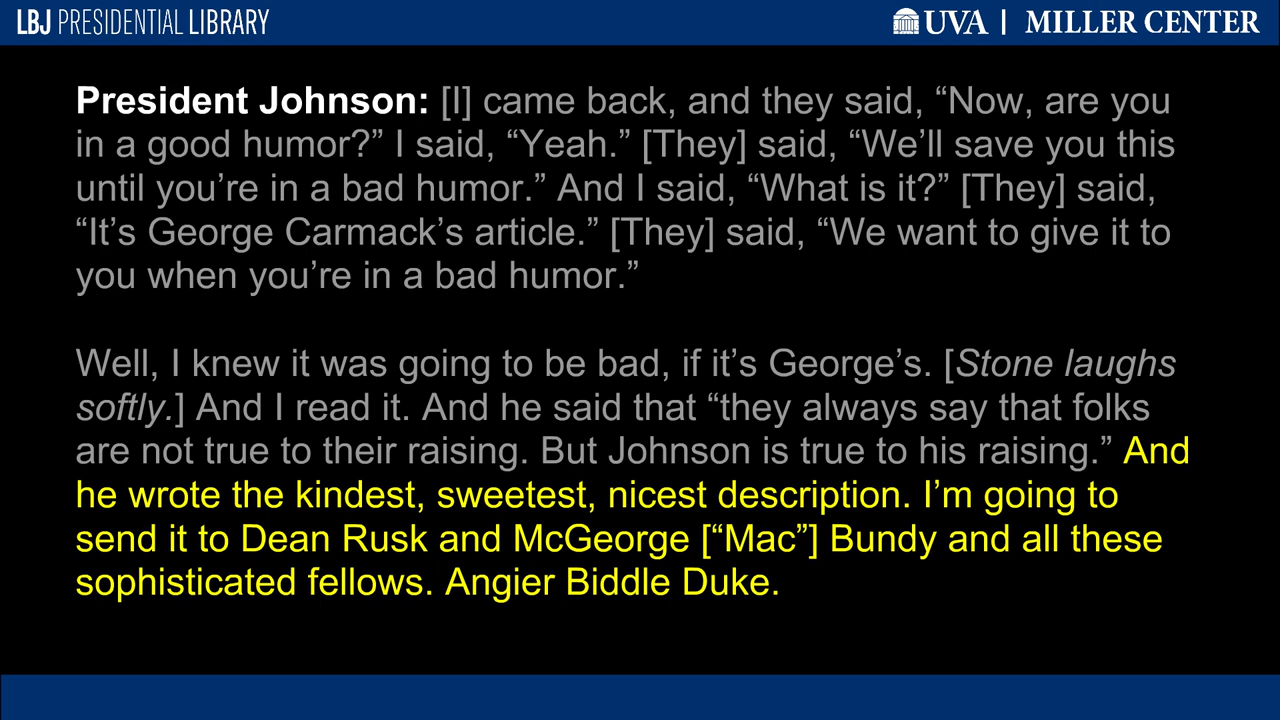 LBJ PRESIDENTIAL LIBRARY
UVA | MILLER CENTER
President Johnson: [I] came back, and they said, “Now, are you
in a good humor?” I said, “Yeah.” [They] said, “We’ll save you this
until you’re in a bad humor.” And I said, “What is it?” [They] said,
“It’s George Carmack’s article.” [They] said, “We want to give it to
you when you’re in a bad humor.”
Well, I knew it was going to be bad, if it’s George’s. [Stone laughs
softly.] And I read it. And he said that “they always say that folks
are not true to their raising. But Johnson is true to his raising.” And
he wrote the kindest, sweetest, nicest description. I’m going to
send it to Dean Rusk and McGeorge [“Mac”] Bundy and all these
sophisticated fellows. Angier Biddle Duke.